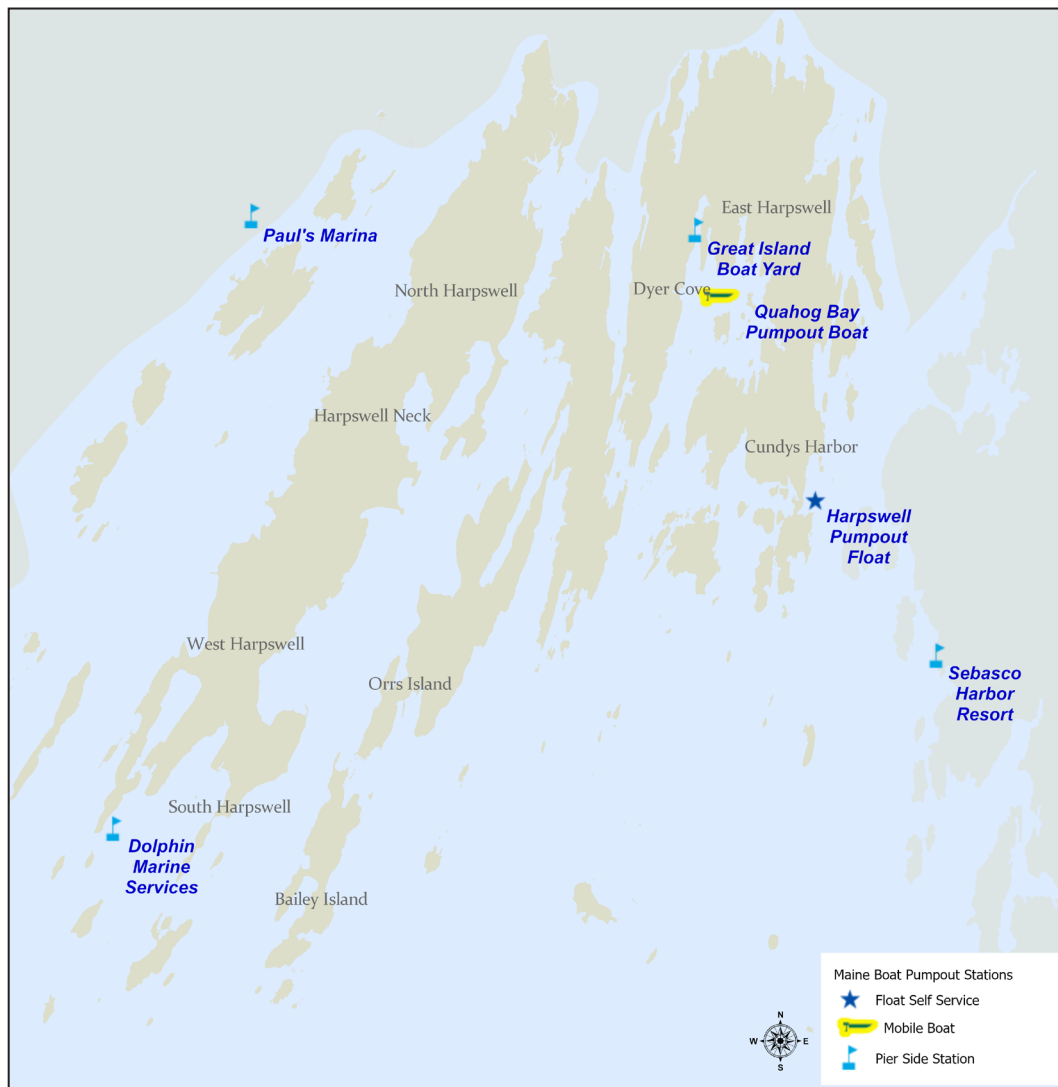 East Harpswell
Paul's Marina
Great Island
Boat Yard
North Harpswell
Dyer Cove
Quahog Bay
Pumpout Boat
Harpswell Neck
Cundys Harbor
Harpswell
Pumpout
Float
West Harpswell
Orrs Island
Sebasco
Harbor
Resort
South Harpswell
Dolphin
Marine
Services
Bailey Island
Maine Boat Pumpout Stations
Float Self Service
Mobile Boat
Pier Side Station
N
W
E
S